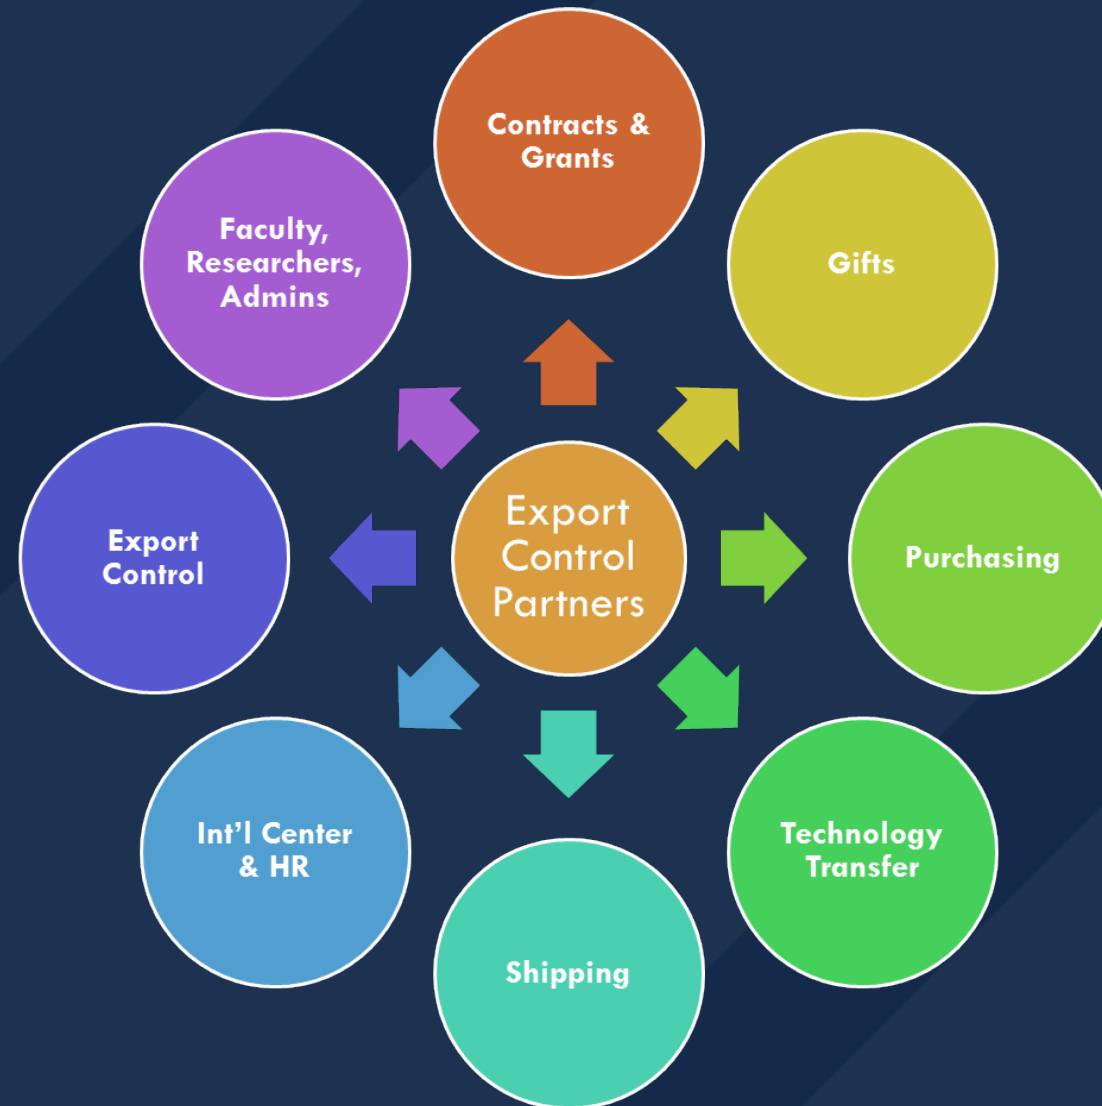 Contracts &
Grants
Faculty,
Researchers,
Admins
Gifts
Export
Control
Export
Control
Partners
Purchasing
Int’l Center
& HR
Technology
Transfer
Shipping